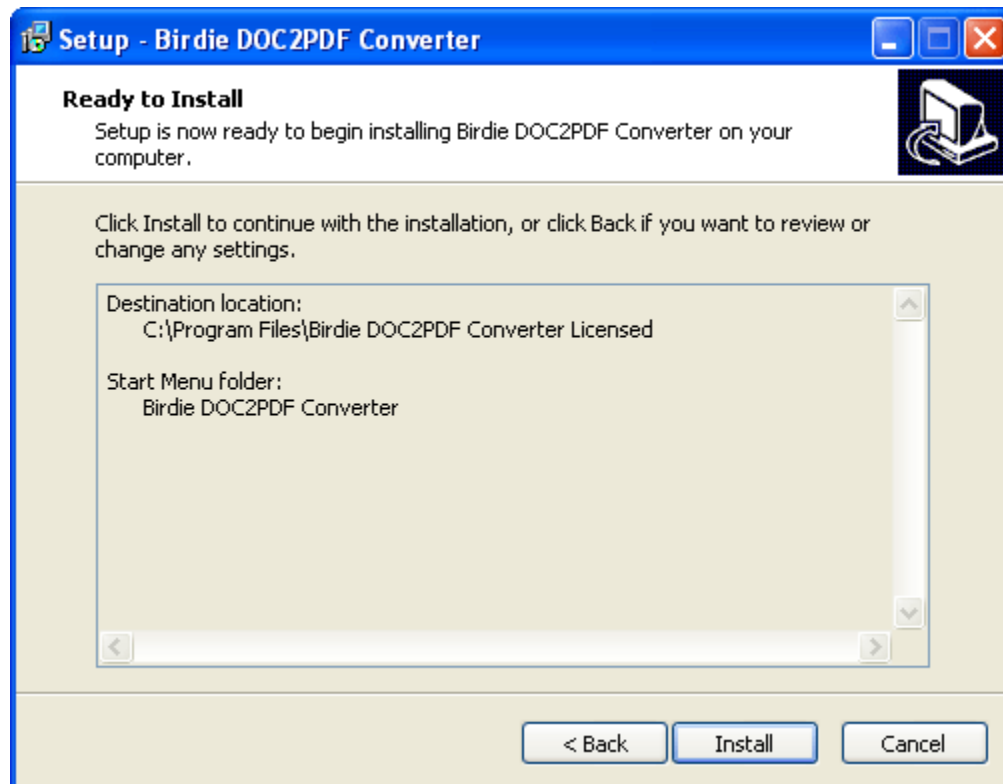 Setup - Birdie DOC2PDF Converter
Ready to Install
Setup is now ready to begin installing Birdie DOC2PDF Converter on your
computer.
Click Install to continue with the installation, or click Back if you want to review or
change any settings.
Destination location:
C:\Program Files\Birdie DOC2PDF Converter Licensed
Start Menu folder:
Birdie DOC2PDF Converter
< Back Install Cancel